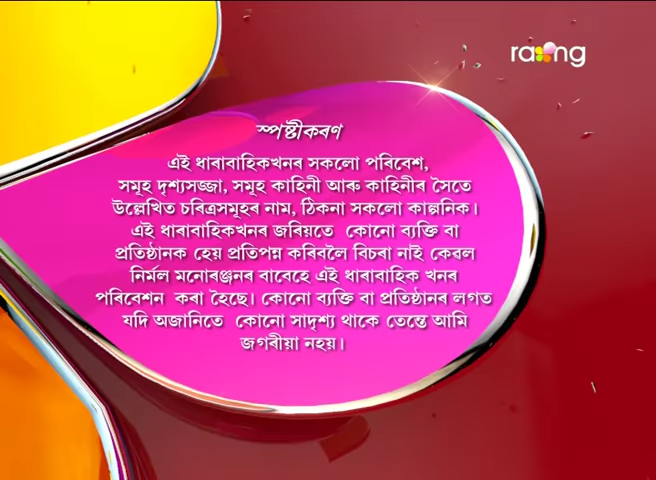 rang
স্পষ্টীকৰণ
এই ধাৰাবাহিকখনৰ সকলো পৰিবেশ,
সমূহ দৃশ্যসজ্জা, সমূহ কাহিনী আৰু কাহিনীৰ সৈতে
উল্লেখিত চৰিত্ৰসমূহৰ নাম, ঠিকনা সকলো কাল্পনিক।
এই ধাৰাবাহিকখনৰ জৰিয়তে কোনো ব্যক্তি বা
প্ৰতিষ্ঠানক হেয় প্ৰতিপন্ন কৰিবলৈ বিচৰা নাই কেৱল
নিৰ্মল মনোৰঞ্জনৰ বাবেহে এই ধাৰাবাহিক খনৰ
পৰিবেশন কৰা হৈছে। কোনো ব্যক্তি বা প্ৰতিষ্ঠানৰ লগত
যদি অজানিতে কোনো সাদৃশ্য থাকে তেন্তে আমি
জগৰীয়া নহয়।